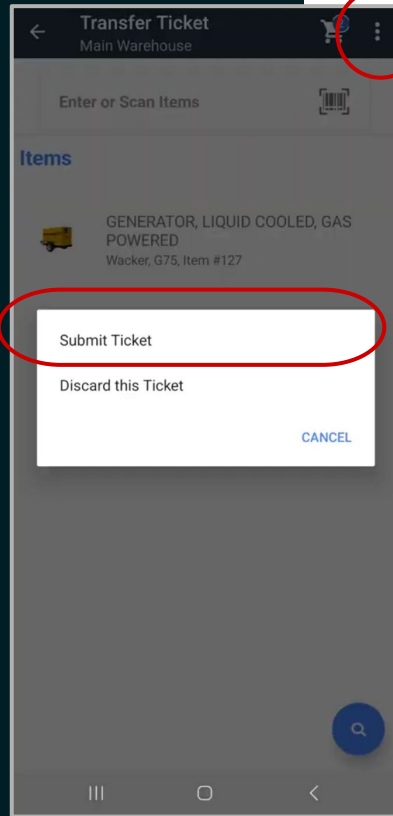 Transfer Ticket
Main Warehouse
Enter or Scan Items
Items
GENERATOR, LIQUID COOLED, GAS
POWERED
Wacker, G75, Item #127
Submit Ticket
Discard this Ticket
CANCEL